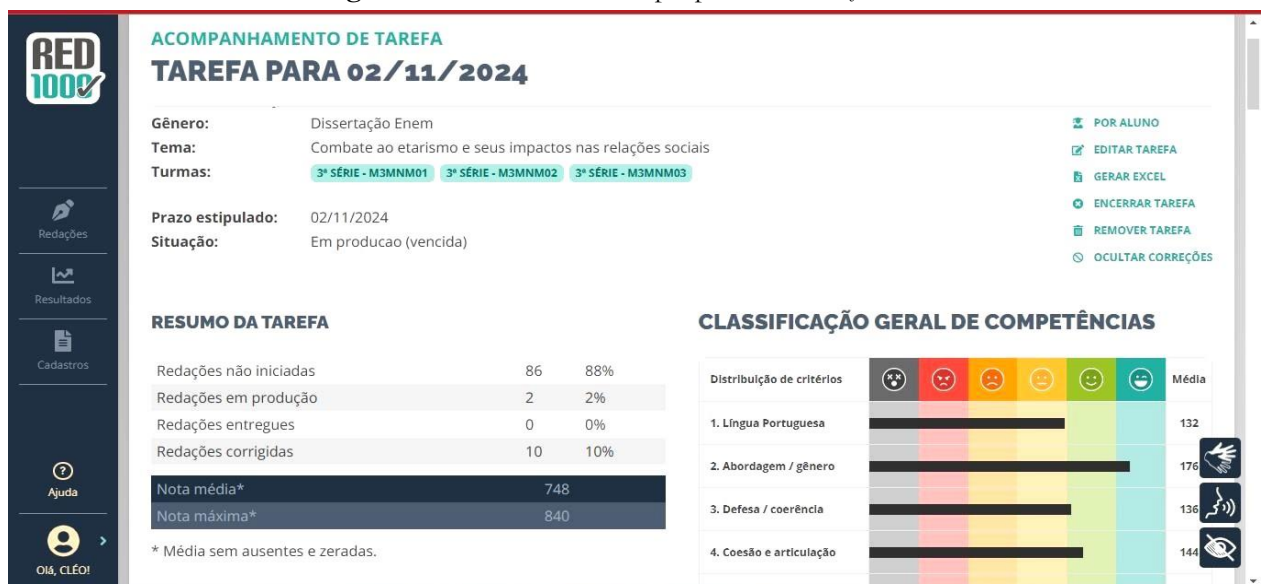 RED
1000
Redações
Resultados
Cadastros
Ajuda
Olá, CLÉO!
ACOMPANHAMENTO DE TAREFA
TAREFA PARA 02/11/2024
Gênero: Dissertação Enem
Tema: Combate ao etarismo e seus impactos nas relações sociais
Turmas: 3ª SÉRIE - M3MNM01 3ª SÉRIE - M3MNM02 3ª SÉRIE - M3MNM03
Prazo estipulado: 02/11/2024
Situação: Em producao (vencida)
POR ALUNO
EDITAR TAREFA
GERAR EXCEL
ENCERRAR TAREFA
REMOVER TAREFA
OCULTAR CORREÇÕES
RESUMO DA TAREFA
Redações não iniciadas 86 88%
Redações em produção 2 2%
Redações entregues 0 0%
Redações corrigidas 10 10%
Nota média* 748
Nota máxima* 840
* Média sem ausentes e zeradas.
CLASSIFICAÇÃO GERAL DE COMPETÊNCIAS
Distribuição de critérios Média
1. Língua Portuguesa 132
2. Abordagem / gênero 176
3. Defesa / coerência 136
4. Coesão e articulação 144